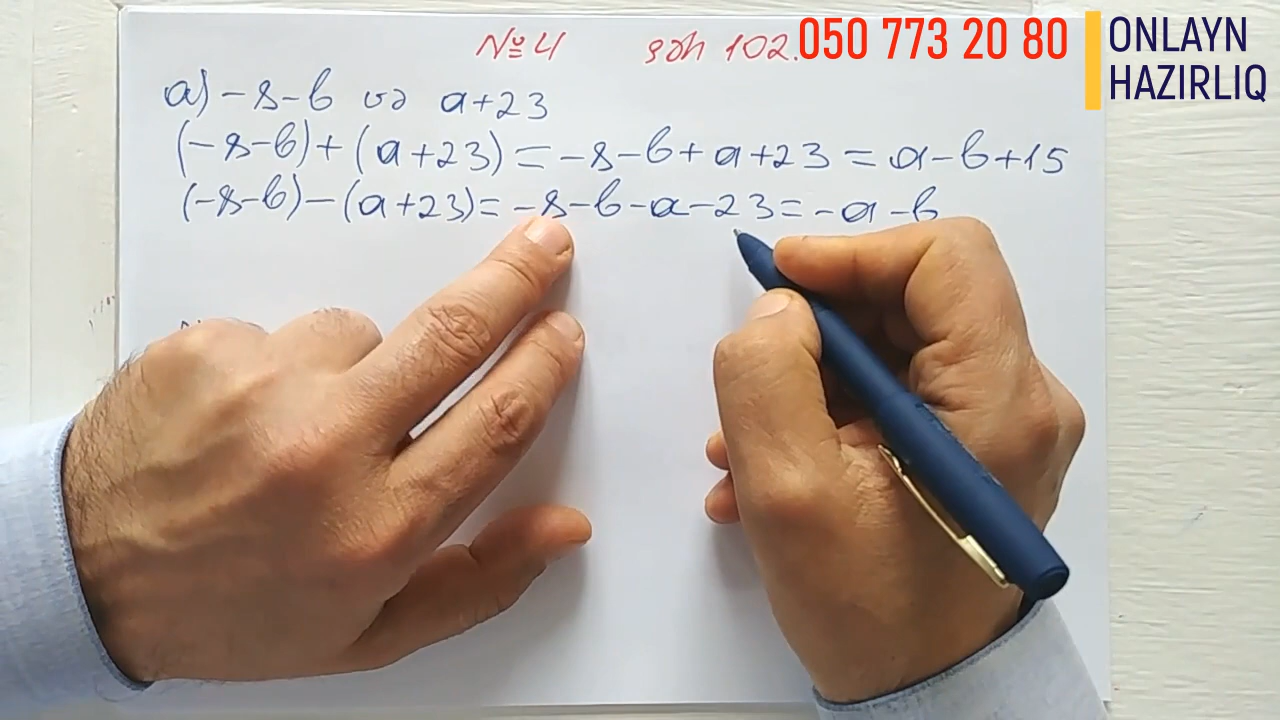 №4 səh 102.
050 773 20 80
ONLAYN
HAZIRLIQ
a) -8-b və a+23
(-8-b)+(a+23)=-8-b+a+23=a-b+15
(-8-b)-(a+23)=-8-b-a-23=-a-b